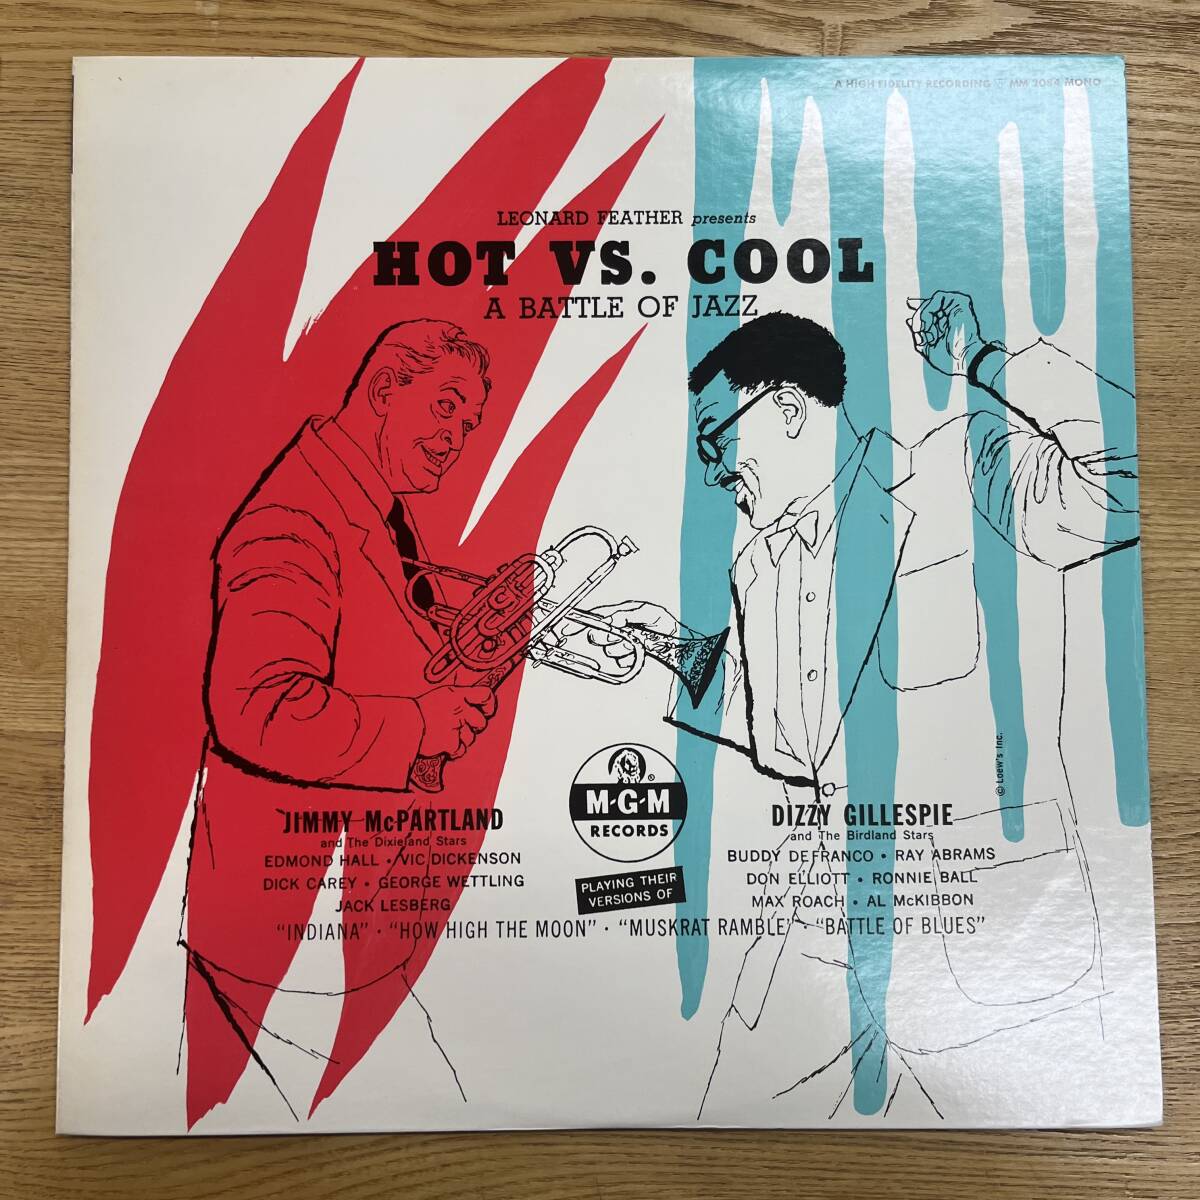 A HIGH FIDELITY RECORDING MM 2084 MONO
LEONARD FEATHER presents
HOT VS. COOL
A BATTLE OF JAZZ
© Loew's Inc.
JIMMY McPARTLAND
and The Dixieland Stars
EDMOND HALL • VIC DICKENSON
DICK CAREY • GEORGE WETTLING
JACK LESBERG
®
M-G-M
RECORDS
PLAYING THEIR
VERSIONS OF
DIZZY GILLESPIE
and The Birdland Stars
BUDDY DEFRANCO • RAY ABRAMS
DON ELLIOTT • RONNIE BALL
MAX ROACH • AL McKIBBON
"INDIANA" • "HOW HIGH THE MOON" • "MUSKRAT RAMBLE" • "BATTLE OF BLUES"